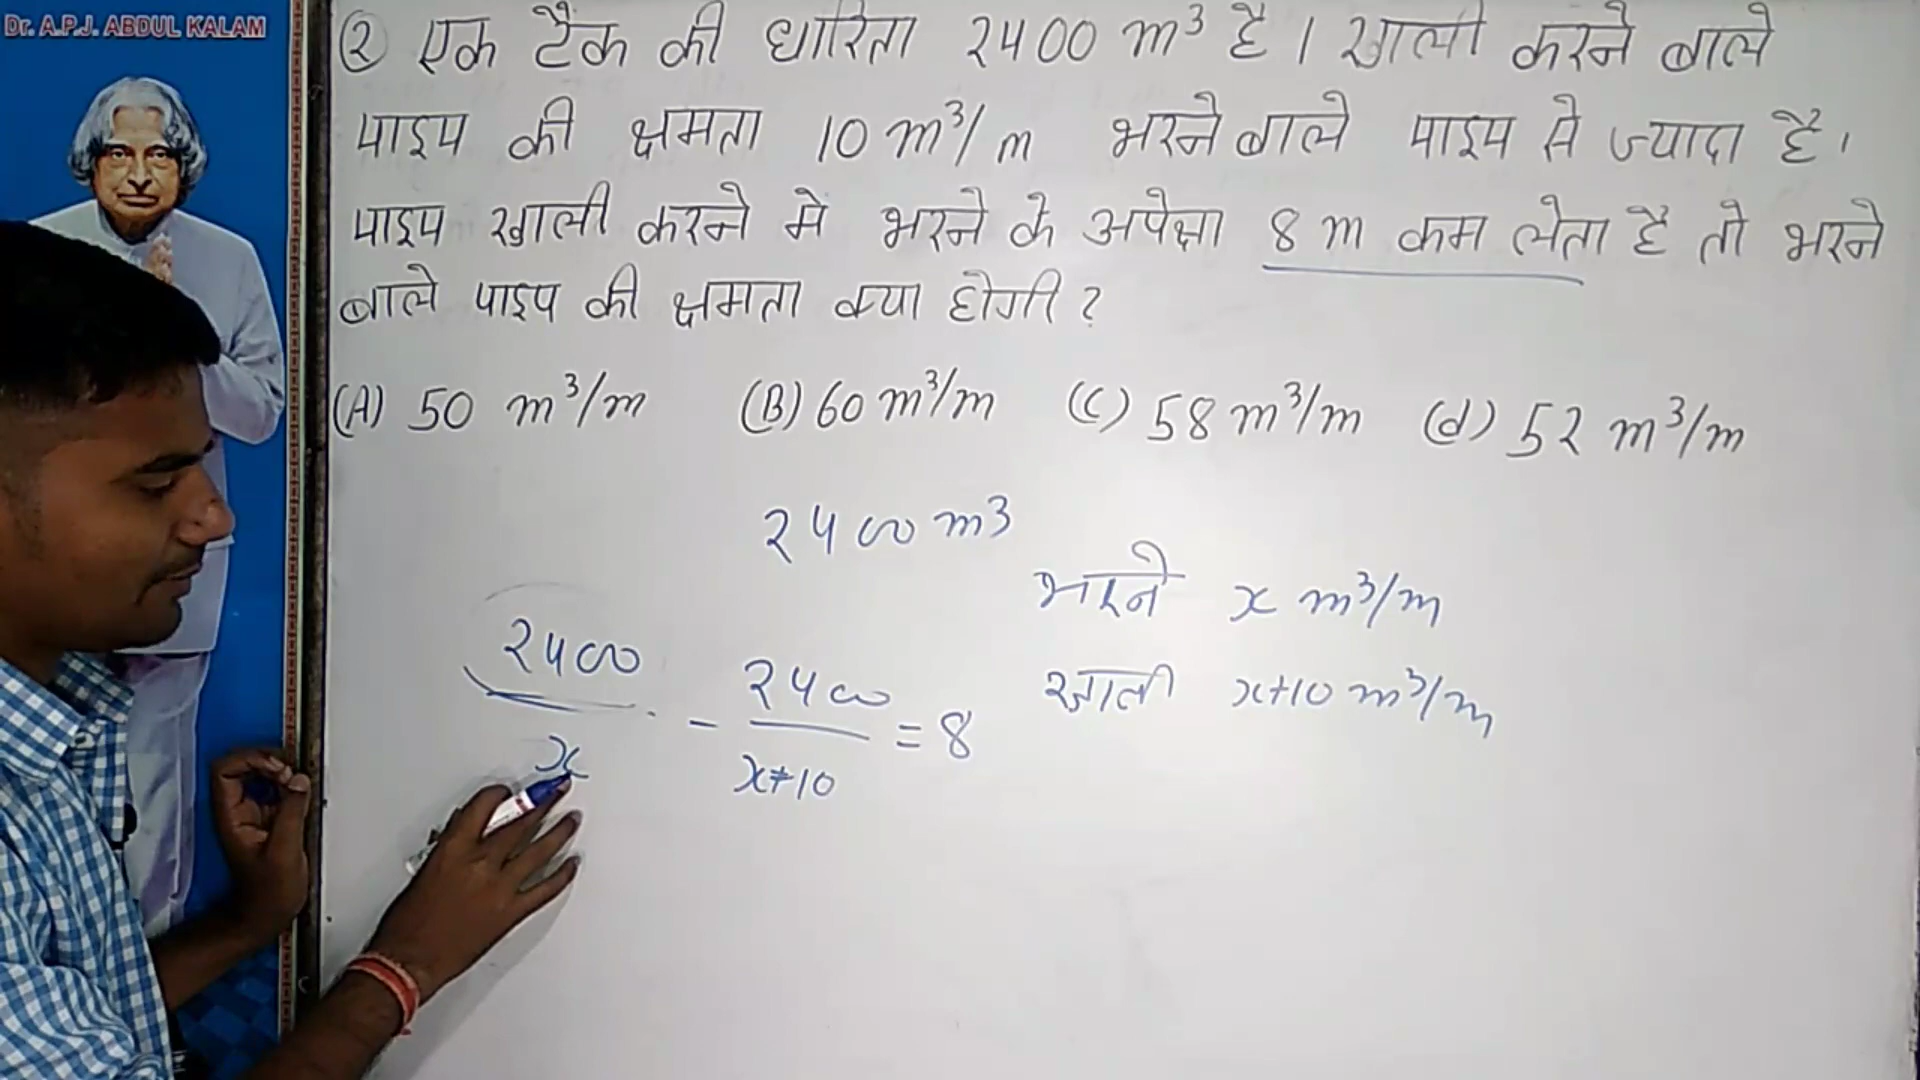 Dr. A.P.J. ABDUL KALAM
② एक टैंक की धारिता 2400 m³ है। खाली करने बाले
पाइप की क्षमता 10 m³/m भरने बाले पाइप से ज्यादा है।
पाइप खाली करने मे भरने के अपेक्षा 8 m कम लेता है तो भरने
बाले पाइप की क्षमता क्या होगी?
(A) 50 m³/m (B) 60 m³/m (C) 58 m³/m (d) 52 m³/m
2400 m³
भरने x m³/m
खाली x+10 m³/m
2400/x - 2400/x+10 = 8